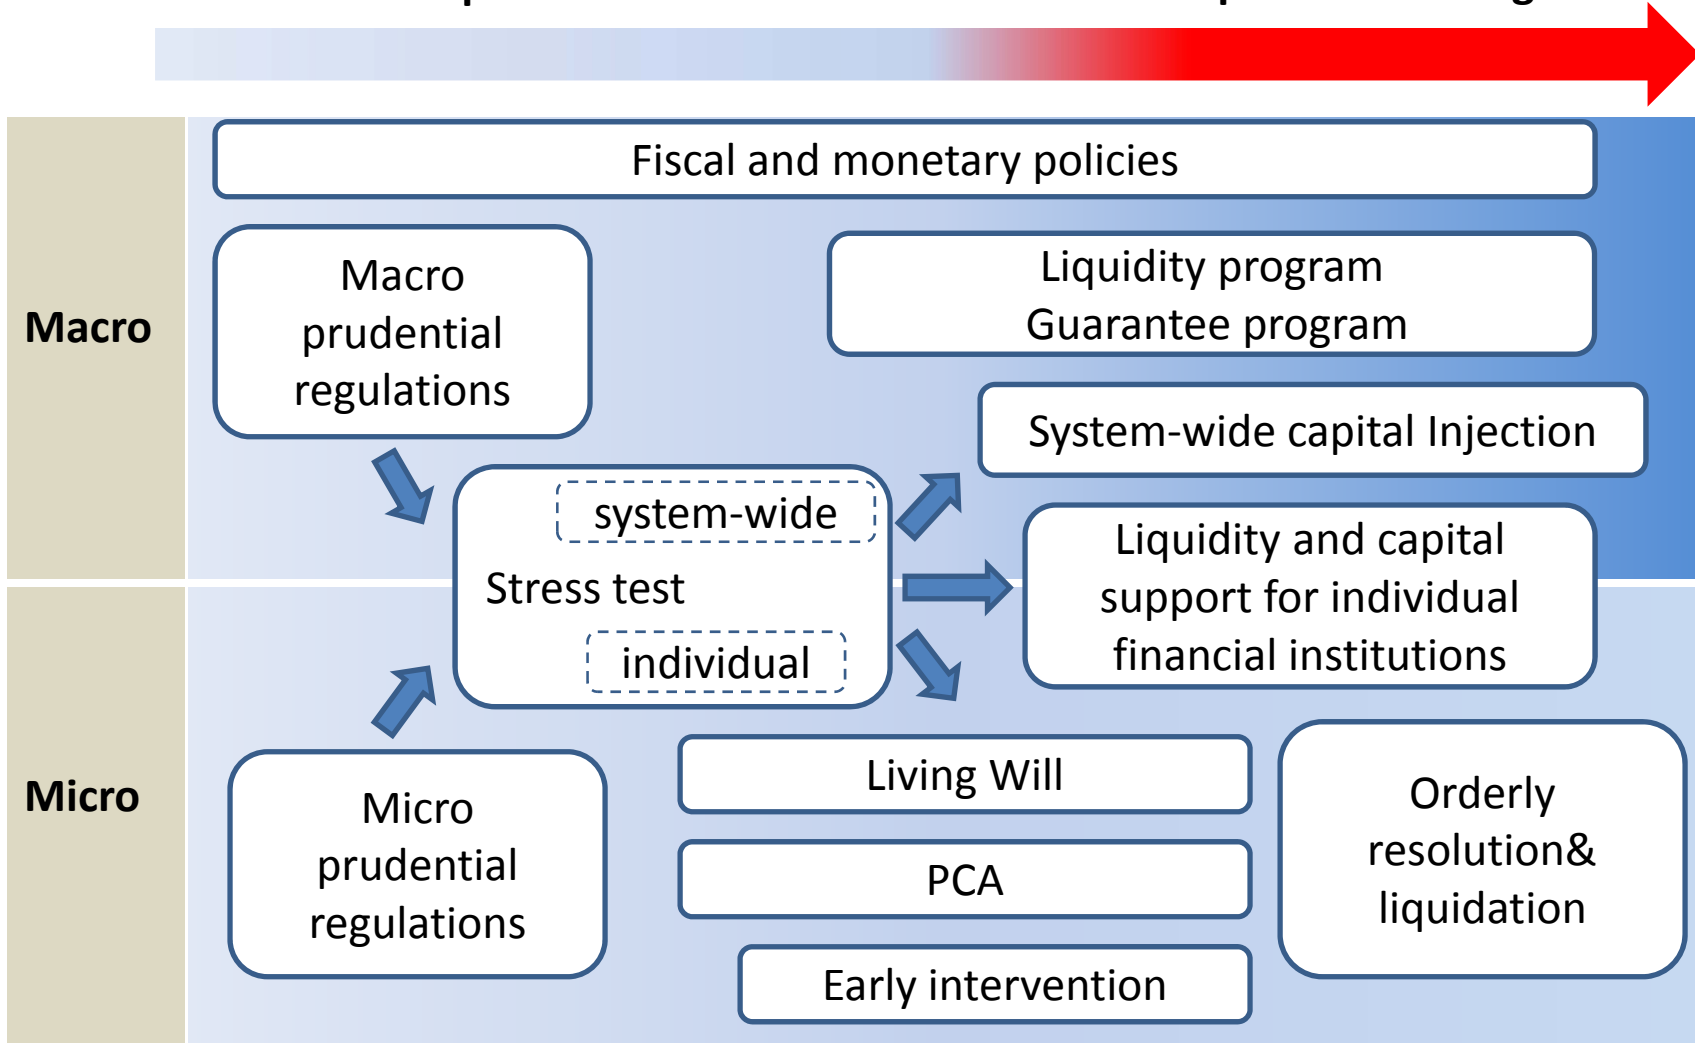 Fiscal and monetary policies
Macro
prudential
regulations
Liquidity program
Guarantee program
Macro
System-wide capital Injection
system-wide
Stress test
individual
Liquidity and capital
support for individual
financial institutions
Micro
Micro
prudential
regulations
Living Will
PCA
Early intervention
Orderly
resolution&
liquidation